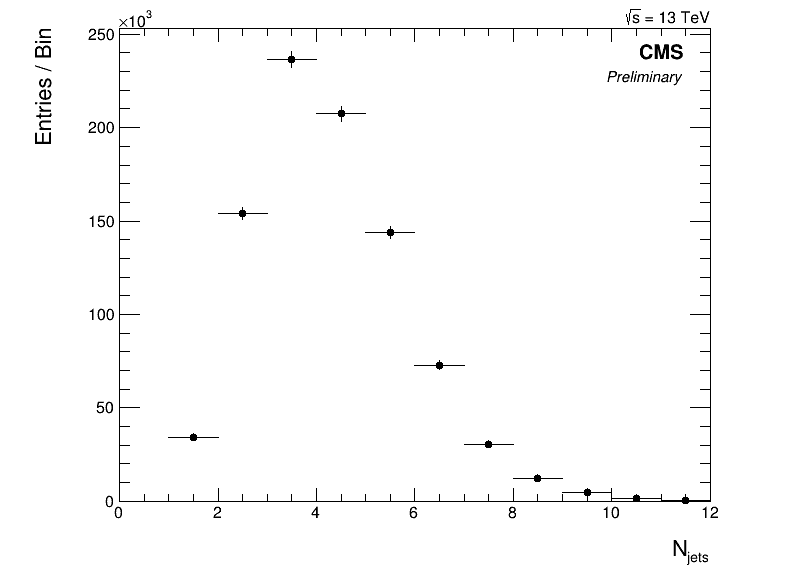 ×10³
√s = 13 TeV
CMS
Preliminary
Entries / Bin
250
200
150
100
50
0
0 2 4 6 8 10 12
N_jets